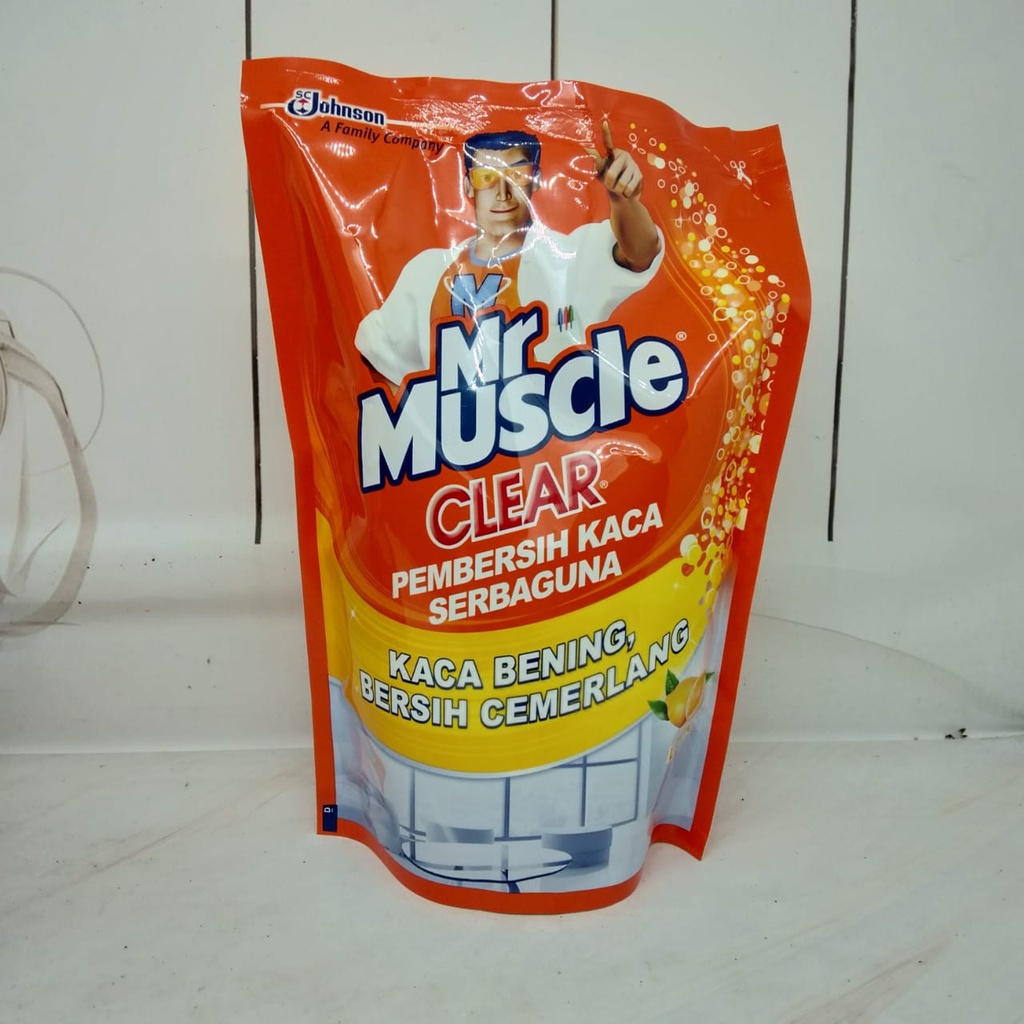 SC Johnson
A Family Company
M
Mr
Muscle®
CLEAR®
PEMBERSIH KACA
SERBAGUNA
KACA BENING,
BERSIH CEMERLANG